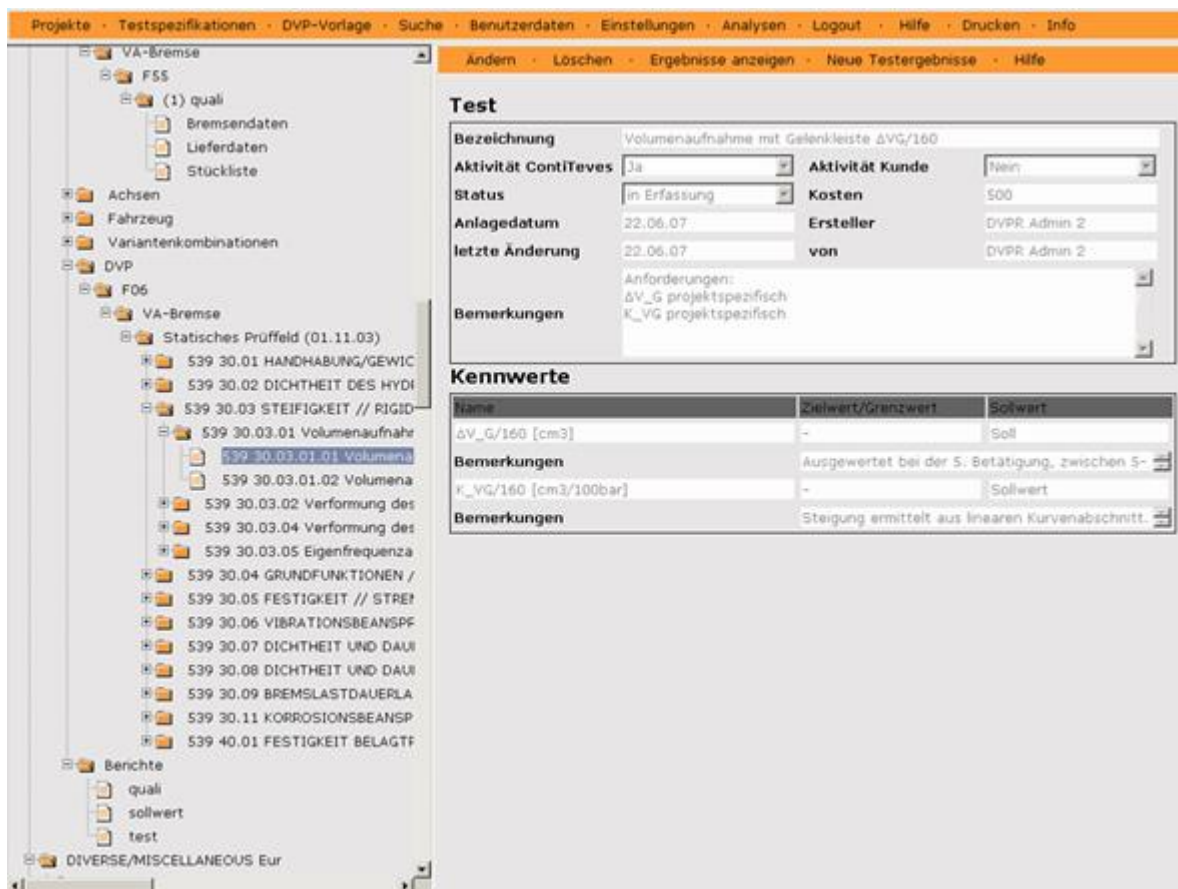 Projekte · Testspezifikationen · DVP-Vorlage · Suche · Benutzerdaten · Einstellungen · Analysen · Logout · Hilfe · Drucken · Info
VA-Bremse
F55
(1) quali
Bremsendaten
Lieferdaten
Stückliste
Achsen
Fahrzeug
Variantenkombinationen
DVP
F06
VA-Bremse
Statisches Prüffeld (01.11.03)
539 30.01 HANDHABUNG/GEWIC
539 30.02 DICHTHEIT DES HYD
539 30.03 STEIFIGKEIT // RIGID
539 30.03.01 Volumenaufnahr
539 30.03.01.01 Volumena
539 30.03.01.02 Volumena
539 30.03.02 Verformung des
539 30.03.04 Verformung des
539 30.03.05 Eigenfrequenza
539 30.04 GRUNDFUNKTIONEN /
539 30.05 FESTIGKEIT // STREN
539 30.06 VIBRATIONSBEANSPF
539 30.07 DICHTHEIT UND DAU
539 30.08 DICHTHEIT UND DAU
539 30.09 BREMSLASTDAUERLA
539 30.11 KORROSIONSBEANSP
539 40.01 FESTIGKEIT BELAGTF
Berichte
quali
sollwert
test
DIVERSE/MISCELLANEOUS Eur
Ändern · Löschen · Ergebnisse anzeigen · Neue Testergebnisse · Hilfe
Test
Bezeichnung Volumenaufnahme mit Gelenkleiste ΔVG/160
Aktivität ContiTeves Ja Aktivität Kunde Nein
Status in Erfassung Kosten 500
Anlagedatum 22.06.07 Ersteller DVPR Admin 2
letzte Änderung 22.06.07 von DVPR Admin 2
Bemerkungen Anforderungen:
ΔV_G projektspezifisch
K_VG projektspezifisch
Kennwerte
Name Zielwert/Grenzwert Sollwert
ΔV_G/160 [cm3] - Soll
Bemerkungen Ausgewertet bei der 5. Betätigung, zwischen 5-
K_VG/160 [cm3/100bar] - Sollwert
Bemerkungen Steigung ermittelt aus linearen Kurvenabschnitt.